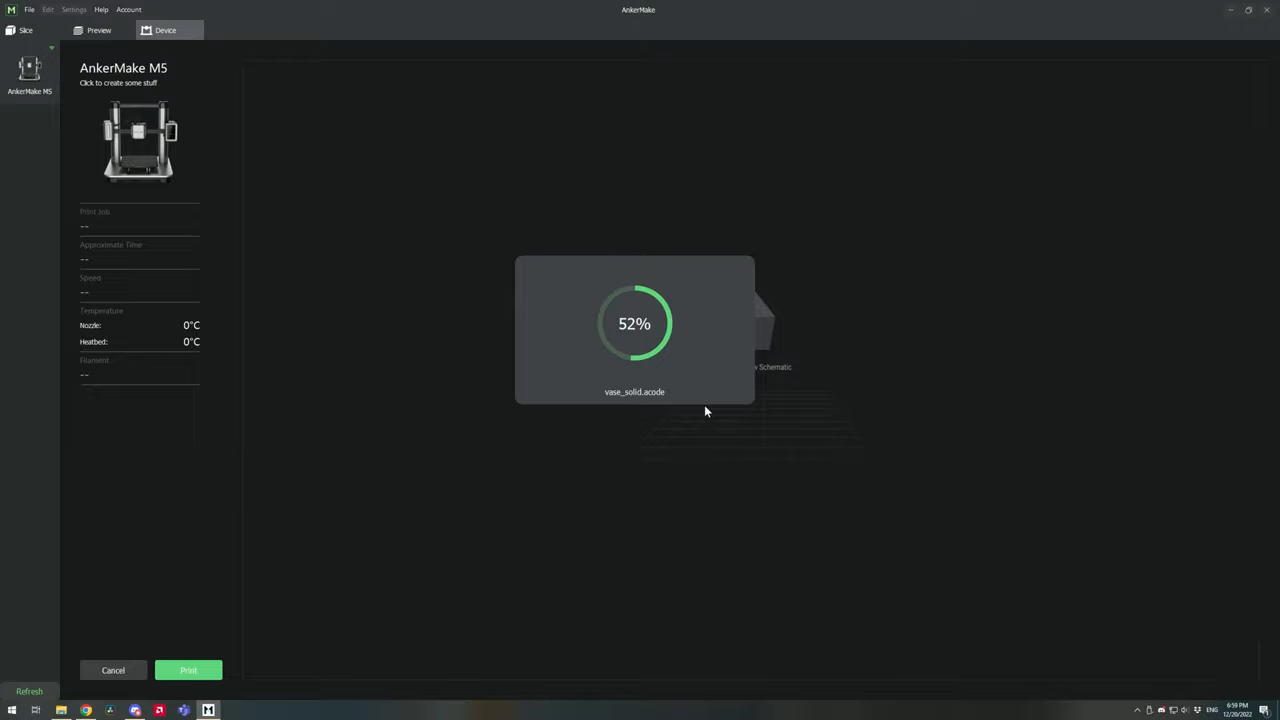 File Edit Settings Help Account
AnkerMake
Slice
Preview
Device
AnkerMake M5
AnkerMake M5
Click to create some stuff
Print Job
--
Approximate Time
--
Speed
--
Temperature
Nozzle: 0°C
Heatbed: 0°C
Filament
--
52%
vase_solid.acode
Schematic
Cancel
Print
Refresh
ENG
6:59 PM
12/20/2022